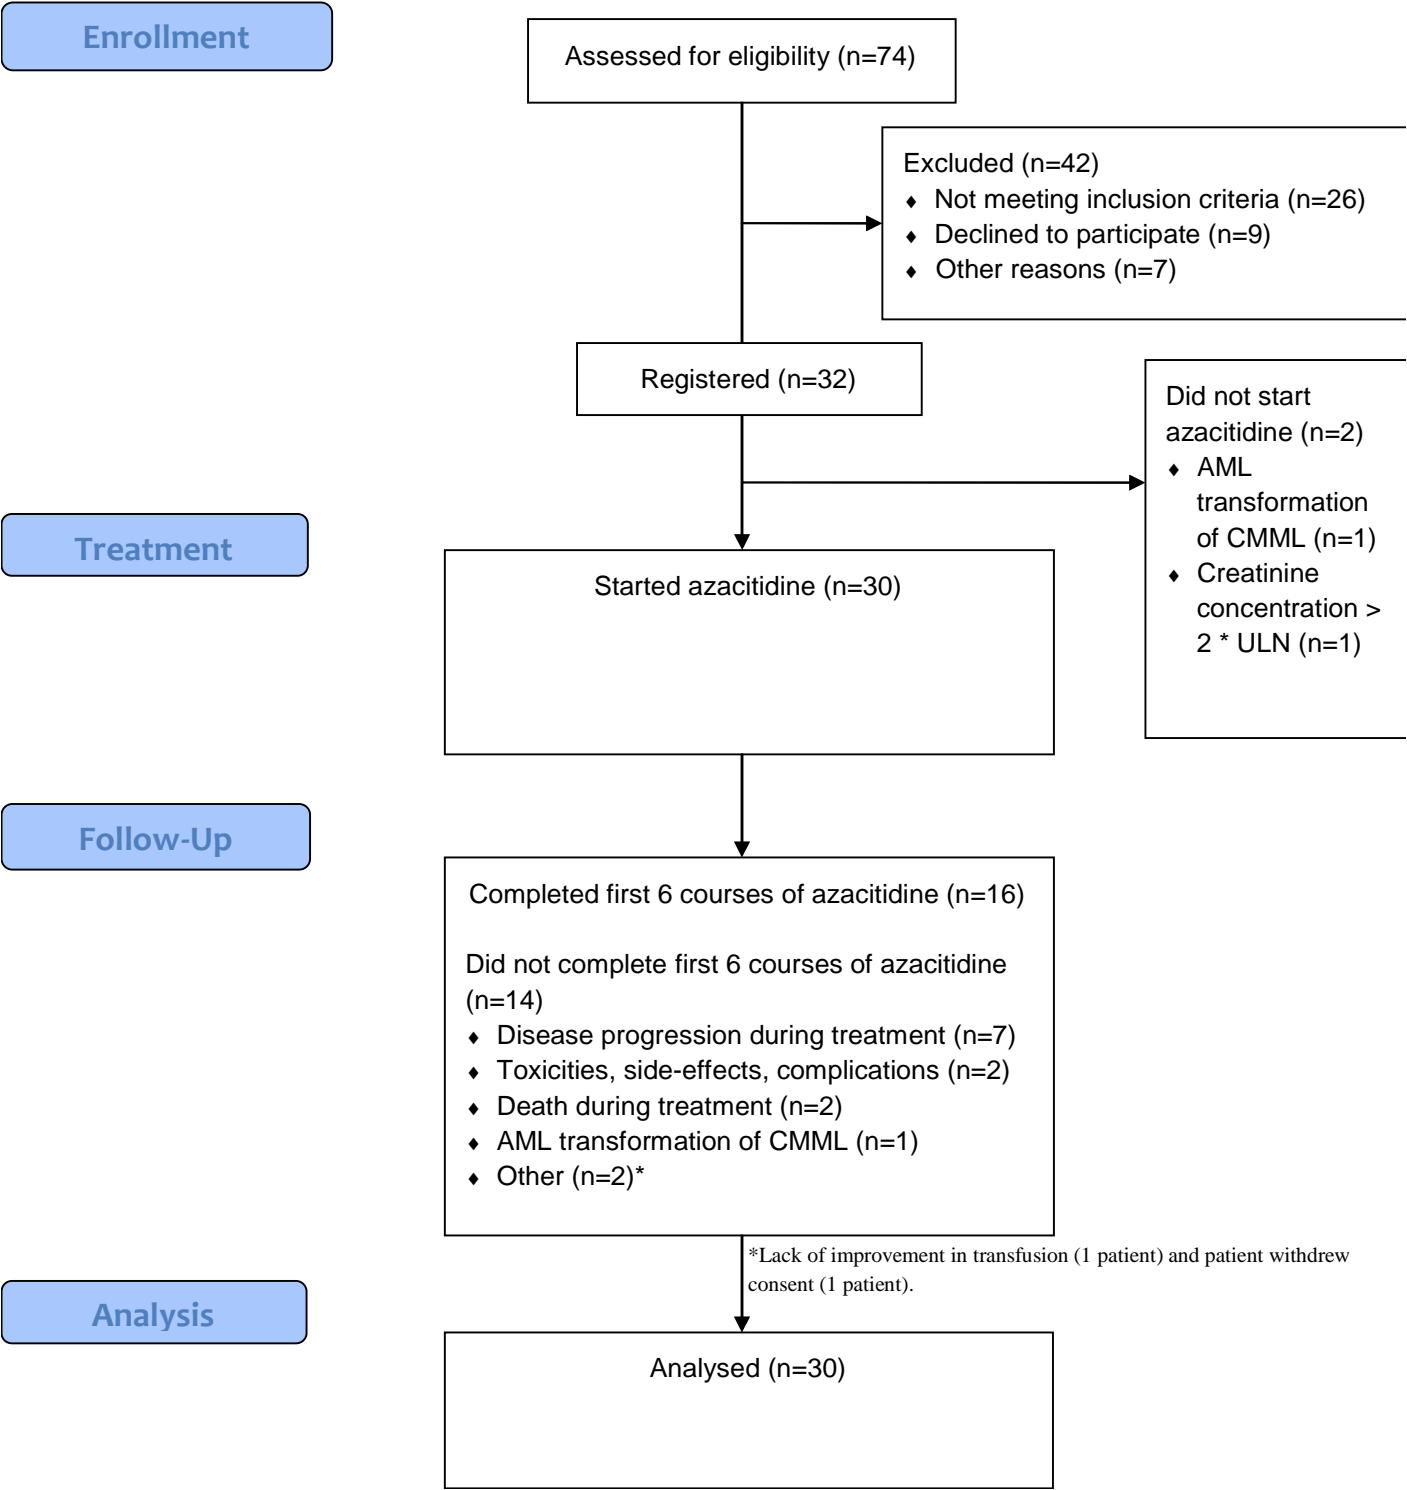 Enrollment
Assessed for eligibility (n=74)
Excluded (n=42)
♦ Not meeting inclusion criteria (n=26)
♦ Declined to participate (n=9)
♦ Other reasons (n=7)
Registered (n=32)
Did not start
azacitidine (n=2)
♦ AML
transformation
of CMML (n=1)
♦ Creatinine
concentration >
2 * ULN (n=1)
Treatment
Started azacitidine (n=30)
Follow-Up
Completed first 6 courses of azacitidine (n=16)
Did not complete first 6 courses of azacitidine
(n=14)
♦ Disease progression during treatment (n=7)
♦ Toxicities, side-effects, complications (n=2)
♦ Death during treatment (n=2)
♦ AML transformation of CMML (n=1)
♦ Other (n=2)*
*Lack of improvement in transfusion (1 patient) and patient withdrew
consent (1 patient).
Analysis
Analysed (n=30)